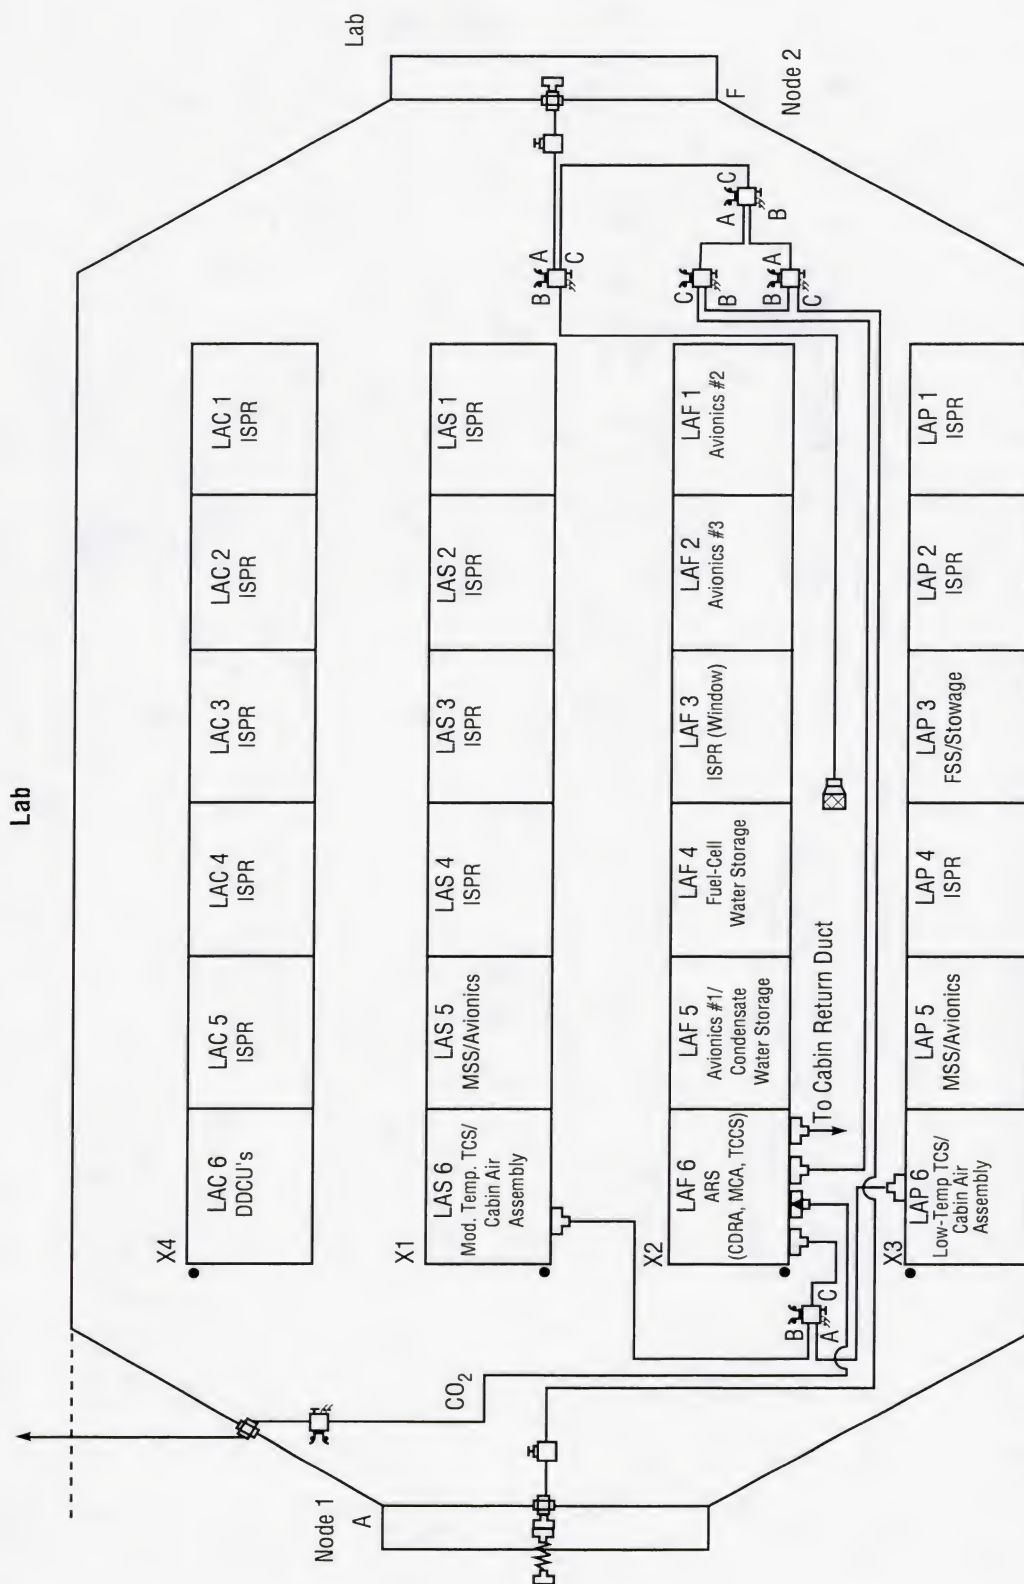 Lab
Lab
Node 2
F
Node 1
A
X4
LAC 6
DDCU's
LAC 5
ISPR
LAC 4
ISPR
LAC 3
ISPR
LAC 2
ISPR
LAC 1
ISPR
X1
LAS 6
Mod. Temp. TCS/
Cabin Air
Assembly
LAS 5
MSS/Avionics
LAS 4
ISPR
LAS 3
ISPR
LAS 2
ISPR
LAS 1
ISPR
B
A
C
X2
LAF 6
ARS
(CDRA, MCA, TCCS)
LAF 5
Avionics #1/
Condensate
Water Storage
LAF 4
Fuel-Cell
Water Storage
LAF 3
ISPR (Window)
LAF 2
Avionics #3
LAF 1
Avionics #2
C
B
A
C
B
B
A
C
To Cabin Return Duct
CO2
B
A
C
X3
LAP 6
Low-Temp TCS/
Cabin Air
Assembly
LAP 5
MSS/Avionics
LAP 4
ISPR
LAP 3
FSS/Stowage
LAP 2
ISPR
LAP 1
ISPR